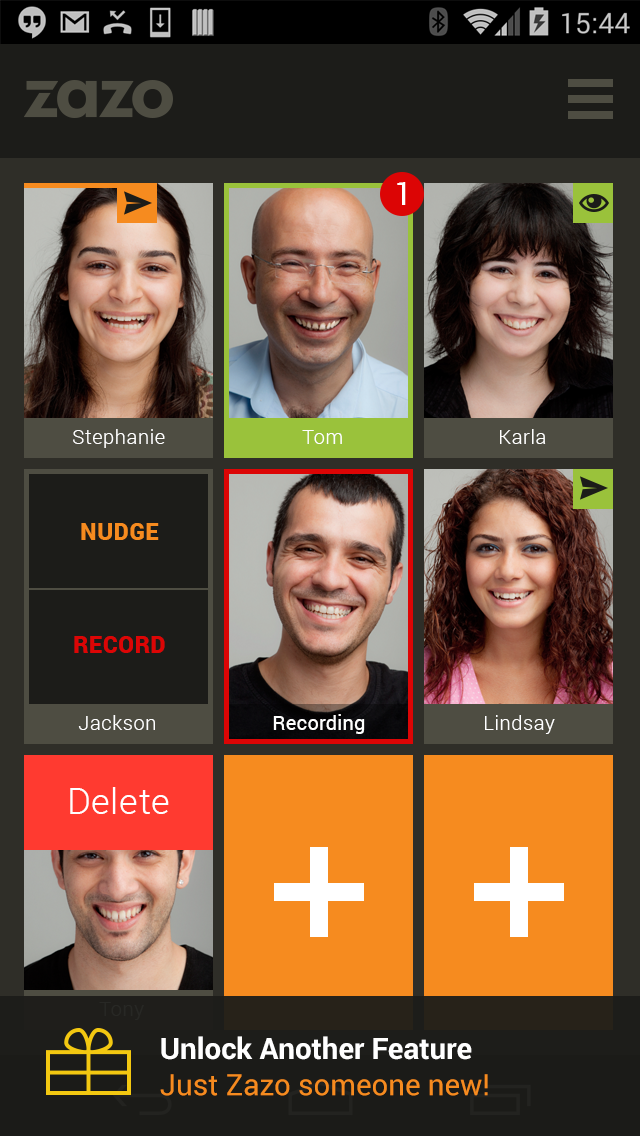 15:44
zazo
1
Stephanie
Tom
Karla
NUDGE
RECORD
Jackson
Recording
Lindsay
Delete
Tony
Unlock Another Feature
Just Zazo someone new!